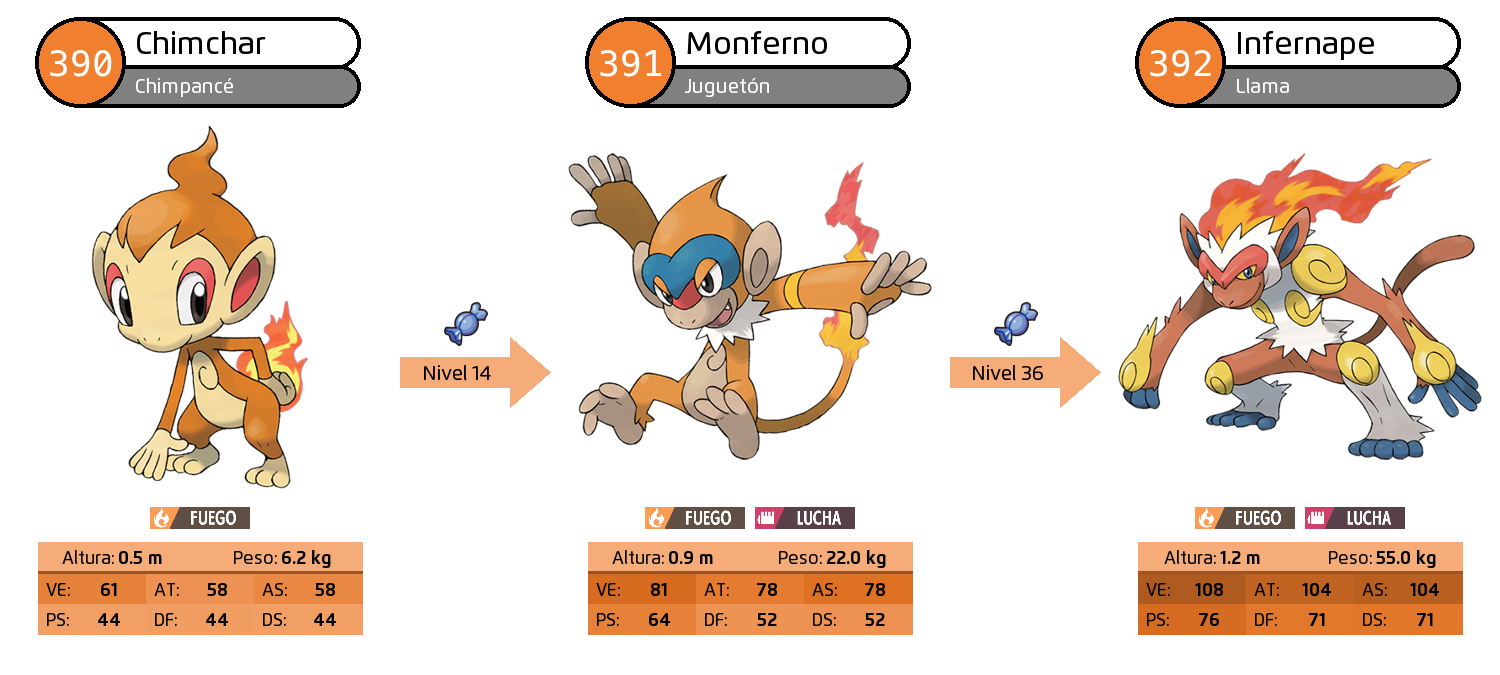 390 Chimchar
Chimpancé
391 Monferno
Juguetón
392 Infernape
Llama
Nivel 14
Nivel 36
FUEGO
FUEGO LUCHA
FUEGO LUCHA
Altura: 0.5 m Peso: 6.2 kg
VE: 61 AT: 58 AS: 58
PS: 44 DF: 44 DS: 44
Altura: 0.9 m Peso: 22.0 kg
VE: 81 AT: 78 AS: 78
PS: 64 DF: 52 DS: 52
Altura: 1.2 m Peso: 55.0 kg
VE: 108 AT: 104 AS: 104
PS: 76 DF: 71 DS: 71